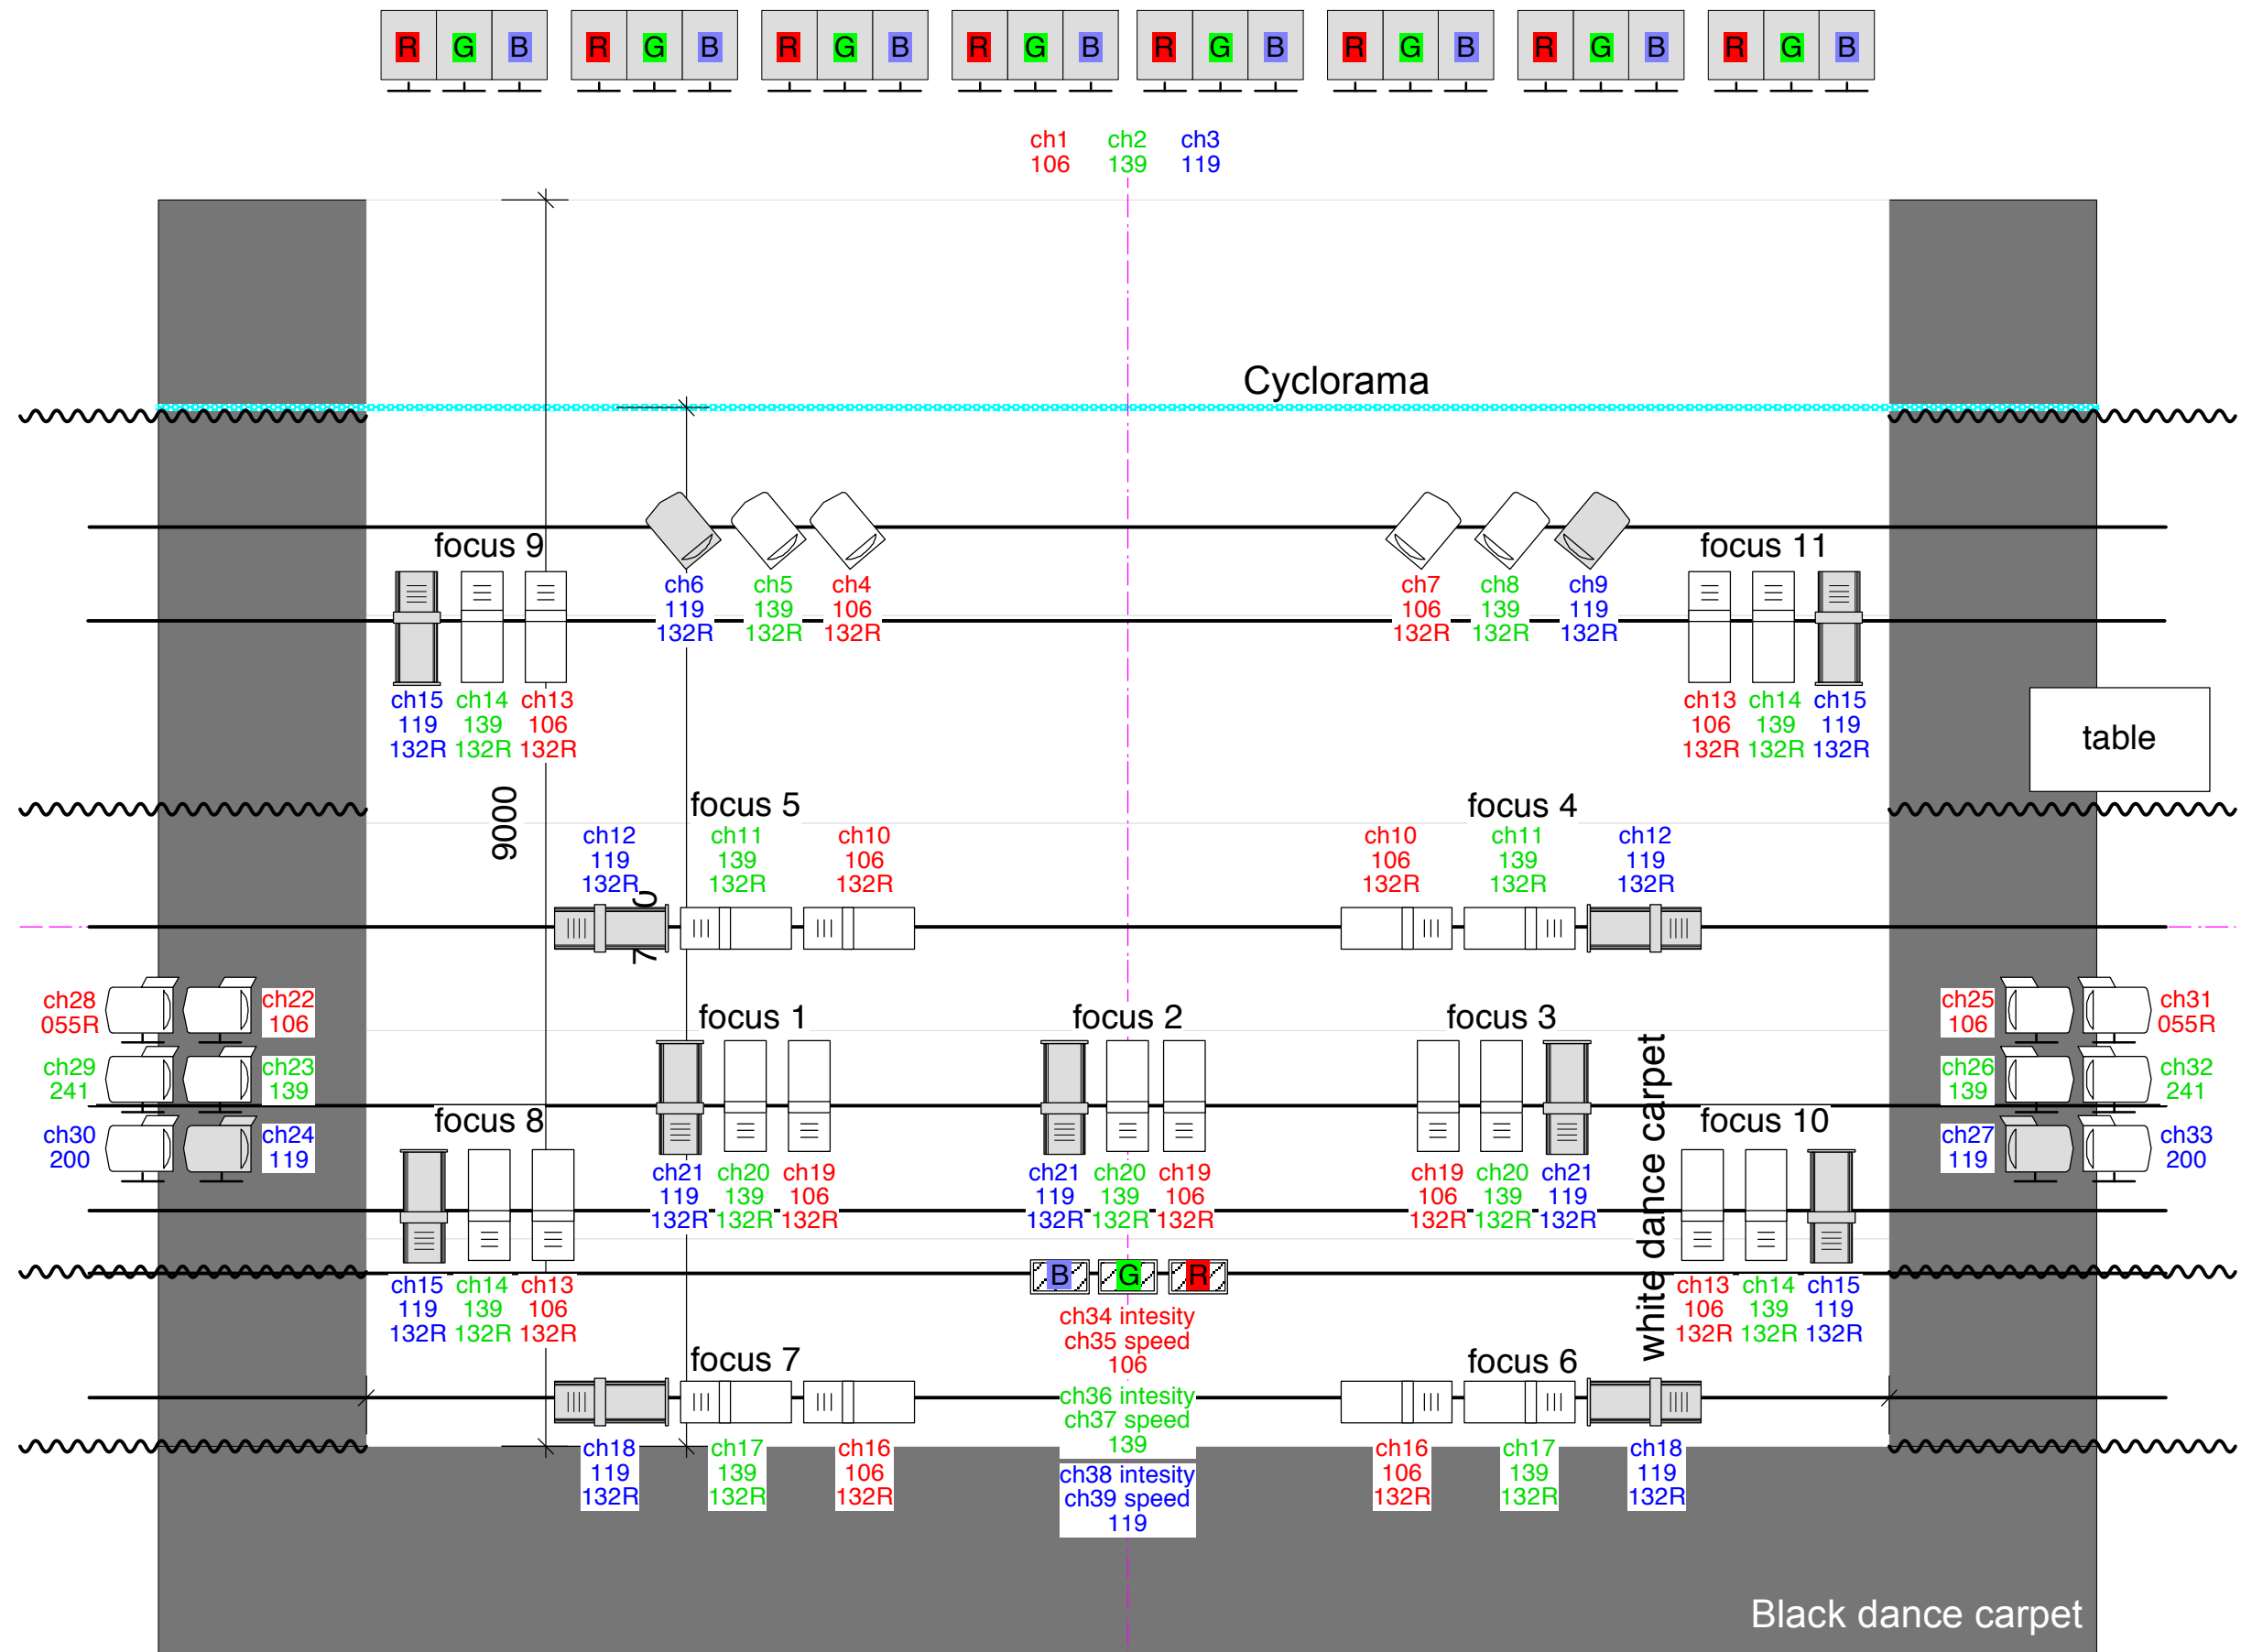 R G B R G B R G B R G B R G B R G B R G B R G B
ch1 ch2 ch3
106 139 119
Cyclorama
focus 9
focus 11
ch6 ch5 ch4 ch7 ch8 ch9
119 139 106 106 139 119
132R 132R 132R 132R 132R 132R
ch15 ch14 ch13 ch13 ch14 ch15
119 139 106 106 139 119
132R 132R 132R 132R 132R 132R
table
9000
focus 5
focus 4
ch12 ch11 ch10 ch10 ch11 ch12
119 139 106 106 139 119
132R 132R 132R 132R 132R 132R
ch28 ch22 ch25 ch31
055R 106 106 055R
focus 1
focus 2
focus 3
white dance carpet
ch29 ch23 ch26 ch32
241 139 139 241
focus 8
focus 10
ch30 ch24 ch27 ch33
200 119 119 200
ch21 ch20 ch19 ch21 ch20 ch19 ch19 ch20 ch21
119 139 106 119 139 106 106 139 119
132R 132R 132R 132R 132R 132R 132R 132R 132R
B G R
ch15 ch14 ch13 ch13 ch14 ch15
119 139 106 106 139 119
132R 132R 132R 132R 132R 132R
ch34 intesity
ch35 speed
106
focus 7
focus 6
ch36 intesity
ch37 speed
139
ch18 ch17 ch16 ch16 ch17 ch18
119 139 106 106 139 119
132R 132R 132R 132R 132R 132R
ch38 intesity
ch39 speed
119
Black dance carpet